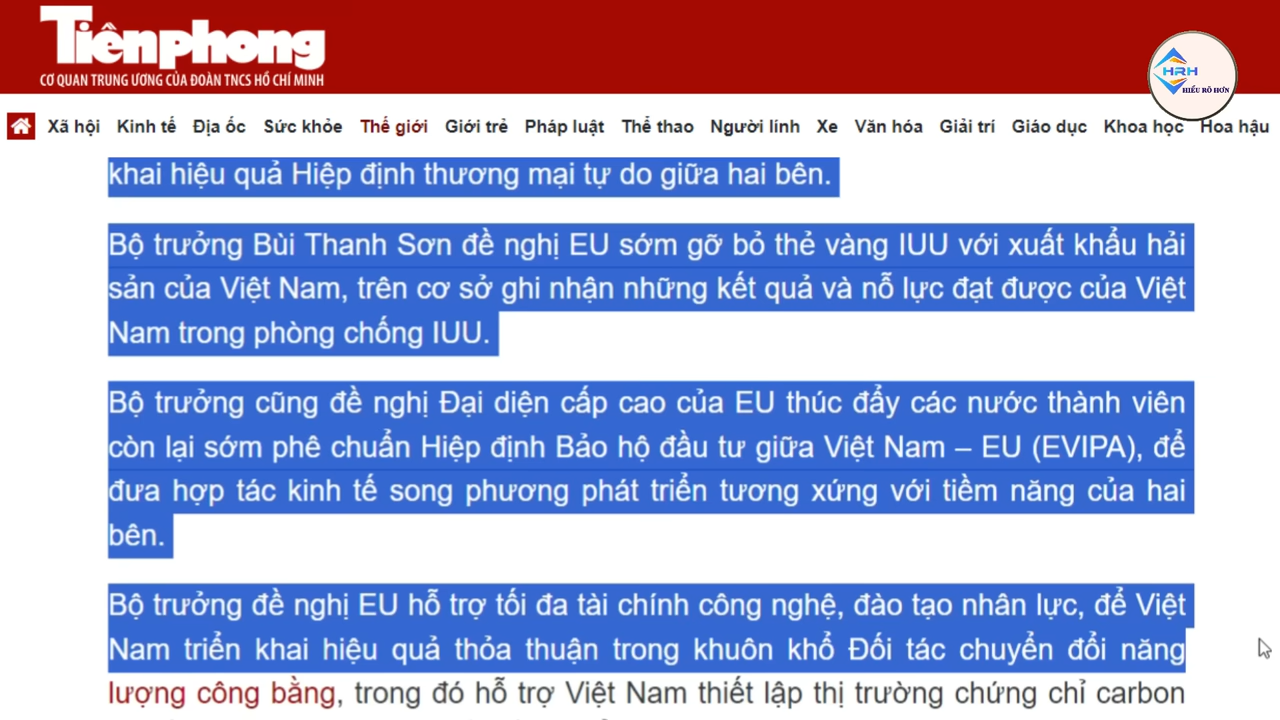 Tiền phong
CƠ QUAN TRUNG ƯƠNG CỦA ĐOÀN TNCS HỒ CHÍ MINH
HRH
HIỂU RÕ HƠN
Xã hội Kinh tế Địa ốc Sức khỏe Thế giới Giới trẻ Pháp luật Thể thao Người lính Xe Văn hóa Giải trí Giáo dục Khoa học Hoa hậu
khai hiệu quả Hiệp định thương mại tự do giữa hai bên.
Bộ trưởng Bùi Thanh Sơn đề nghị EU sớm gỡ bỏ thẻ vàng IUU với xuất khẩu hải
sản của Việt Nam, trên cơ sở ghi nhận những kết quả và nỗ lực đạt được của Việt
Nam trong phòng chống IUU.
Bộ trưởng cũng đề nghị Đại diện cấp cao của EU thúc đẩy các nước thành viên
còn lại sớm phê chuẩn Hiệp định Bảo hộ đầu tư giữa Việt Nam – EU (EVIPA), để
đưa hợp tác kinh tế song phương phát triển tương xứng với tiềm năng của hai
bên.
Bộ trưởng đề nghị EU hỗ trợ tối đa tài chính công nghệ, đào tạo nhân lực, để Việt
Nam triển khai hiệu quả thỏa thuận trong khuôn khổ Đối tác chuyển đổi năng
lượng công bằng, trong đó hỗ trợ Việt Nam thiết lập thị trường chứng chỉ carbon